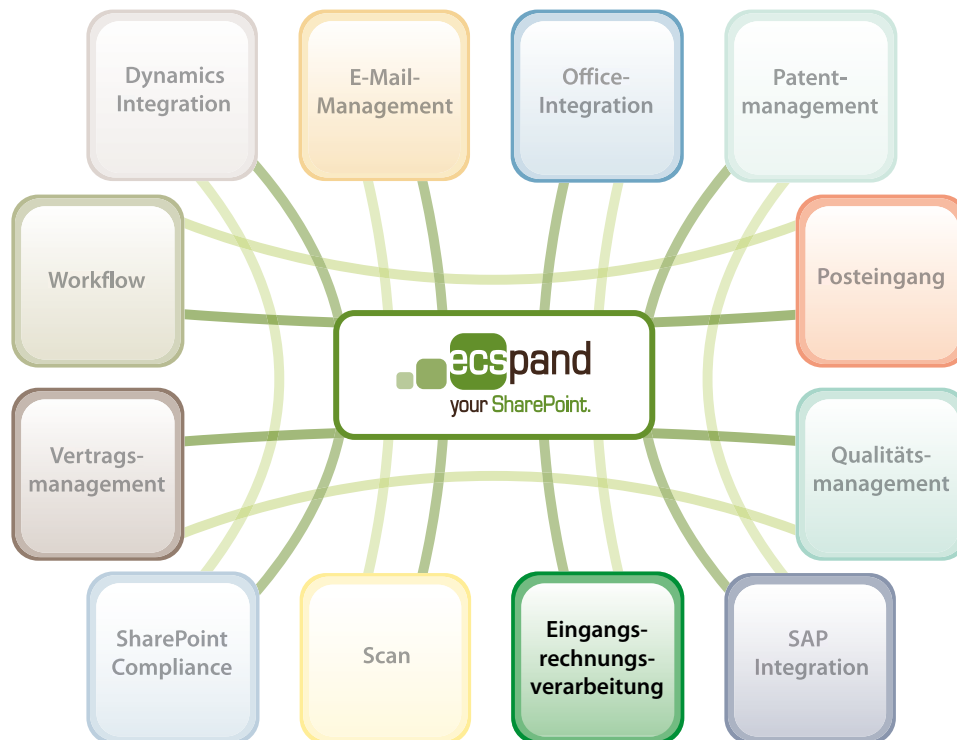 Dynamics
Integration
E-Mail-
Management
Office-
Integration
Patent-
management
Workflow
Posteingang
ecspand
your SharePoint.
Vertrags-
management
Qualitäts-
management
SharePoint
Compliance
Scan
Eingangs-
rechnungs-
verarbeitung
SAP
Integration